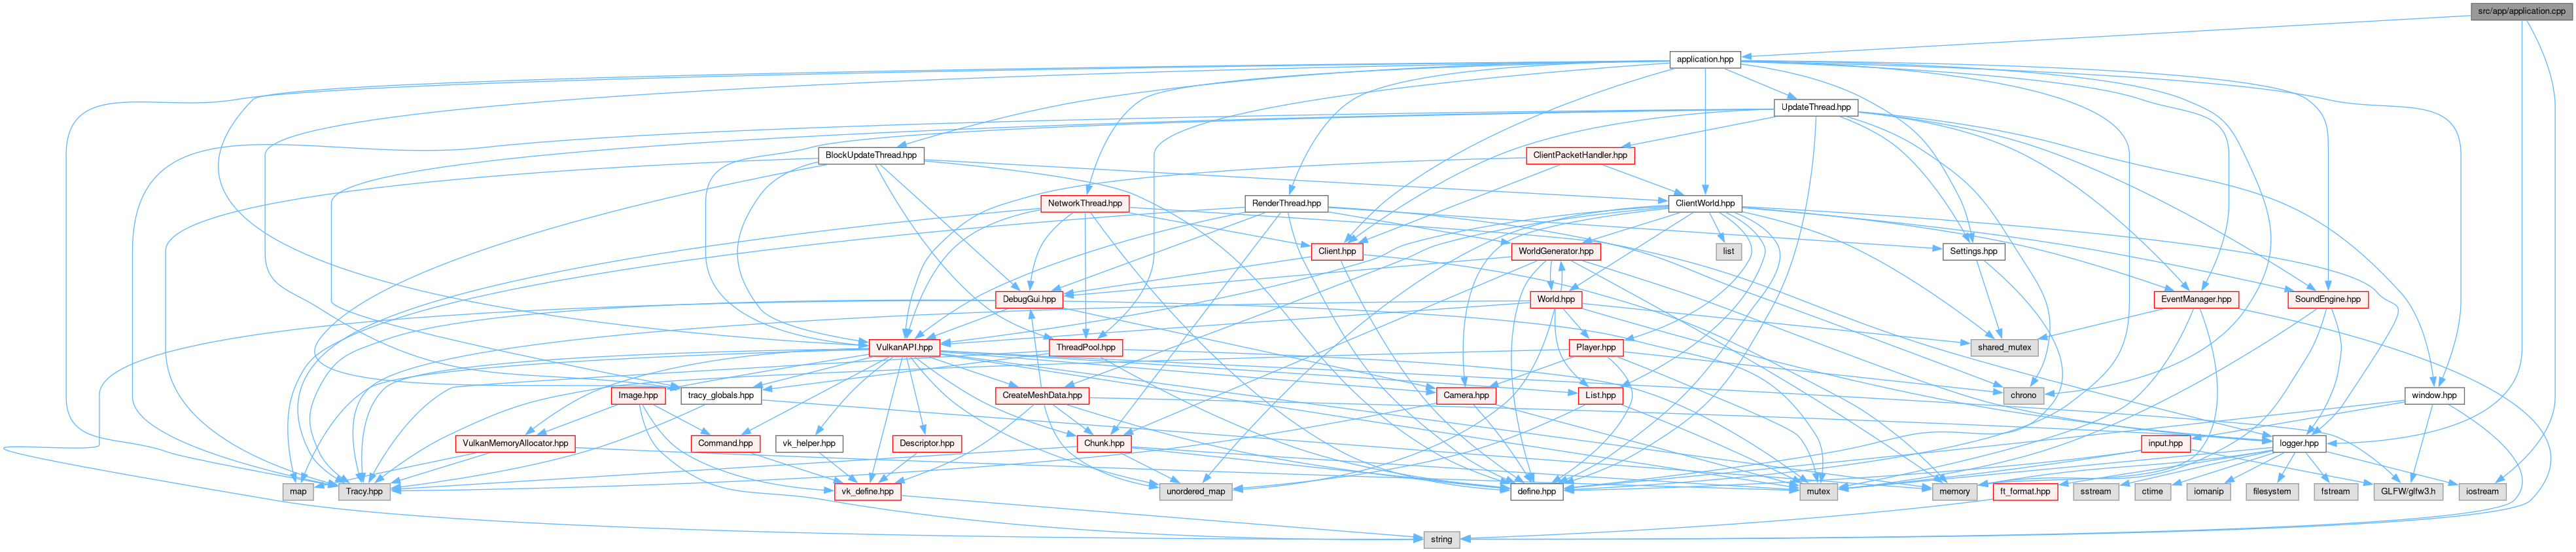 src/app/application.cpp
application.hpp
UpdateThread.hpp
BlockUpdateThread.hpp
ClientPacketHandler.hpp
NetworkThread.hpp
RenderThread.hpp
ClientWorld.hpp
Client.hpp
WorldGenerator.hpp
list
Settings.hpp
DebugGui.hpp
World.hpp
EventManager.hpp
SoundEngine.hpp
VulkanAPI.hpp
ThreadPool.hpp
Player.hpp
shared_mutex
Image.hpp
tracy_globals.hpp
CreateMeshData.hpp
Camera.hpp
List.hpp
chrono
window.hpp
VulkanMemoryAllocator.hpp
Command.hpp
vk_helper.hpp
Descriptor.hpp
Chunk.hpp
input.hpp
logger.hpp
map
Tracy.hpp
vk_define.hpp
unordered_map
define.hpp
mutex
memory
ft_format.hpp
sstream
ctime
iomanip
filesystem
fstream
GLFW/glfw3.h
iostream
string